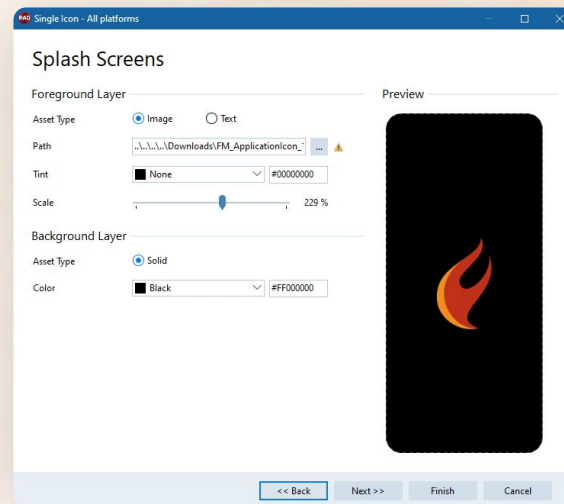 RAD Single Icon - All platforms
Splash Screens
Foreground Layer
Asset Type Image Text
Path ..\..\..\..\Downloads\FM_ApplicationIcon_ ...
Tint None #00000000
Scale 229 %
Background Layer
Asset Type Solid
Color Black #FF000000
Preview
<< Back Next >> Finish Cancel